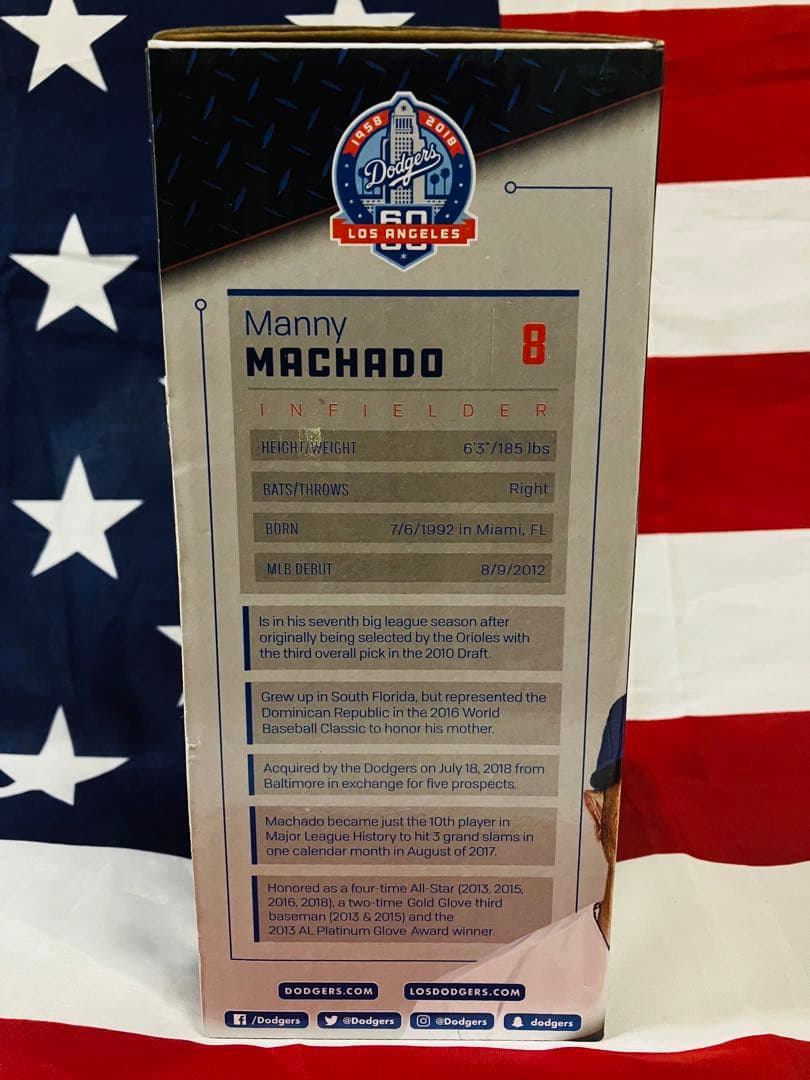 1958 2018
Dodgers
60
LOS ANGELES
Manny
MACHADO
8
INFIELDER
HEIGHT/WEIGHT 6'3"/185 lbs
BATS/THROWS Right
BORN 7/6/1992 in Miami, FL
MLB DEBUT 8/9/2012
Is in his seventh big league season after
originally being selected by the Orioles with
the third overall pick in the 2010 Draft.
Grew up in South Florida, but represented the
Dominican Republic in the 2016 World
Baseball Classic to honor his mother.
Acquired by the Dodgers on July 18, 2018 from
Baltimore in exchange for five prospects.
Machado became just the 10th player in
Major League History to hit 3 grand slams in
one calendar month in August of 2017.
Honored as a four-time All-Star (2013, 2015,
2016, 2018), a two-time Gold Glove third
baseman (2013 & 2015) and the
2013 AL Platinum Glove Award winner.
DODGERS.COM LOSDODGERS.COM
/Dodgers @Dodgers @Dodgers dodgers